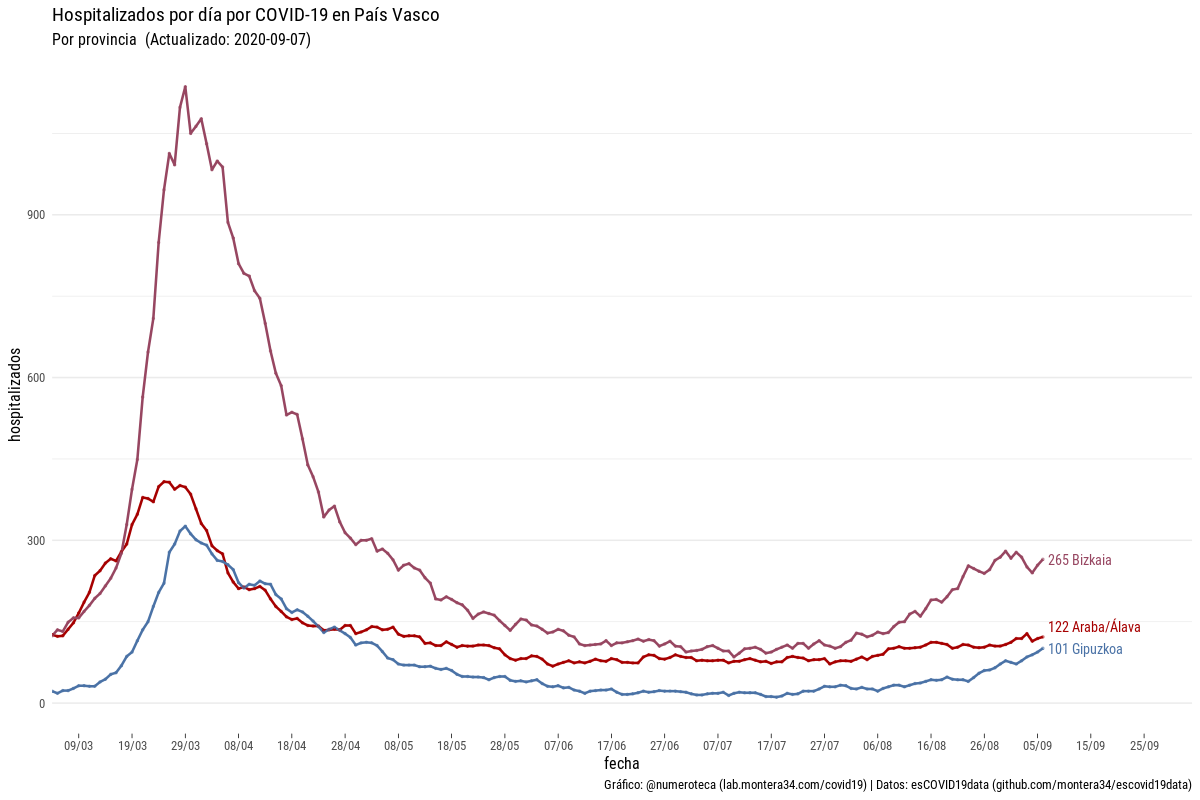 Hospitalizados por día por COVID-19 en País Vasco
Por provincia (Actualizado: 2020-09-07)
hospitalizados
900
600
300
0
265 Bizkaia
122 Araba/Álava
101 Gipuzkoa
09/03 19/03 29/03 08/04 18/04 28/04 08/05 18/05 28/05 07/06 17/06 27/06 07/07 17/07 27/07 06/08 16/08 26/08 05/09 15/09 25/09
fecha
Gráfico: @numeroteca (lab.montera34.com/covid19) | Datos: esCOVID19data (github.com/montera34/escovid19data)